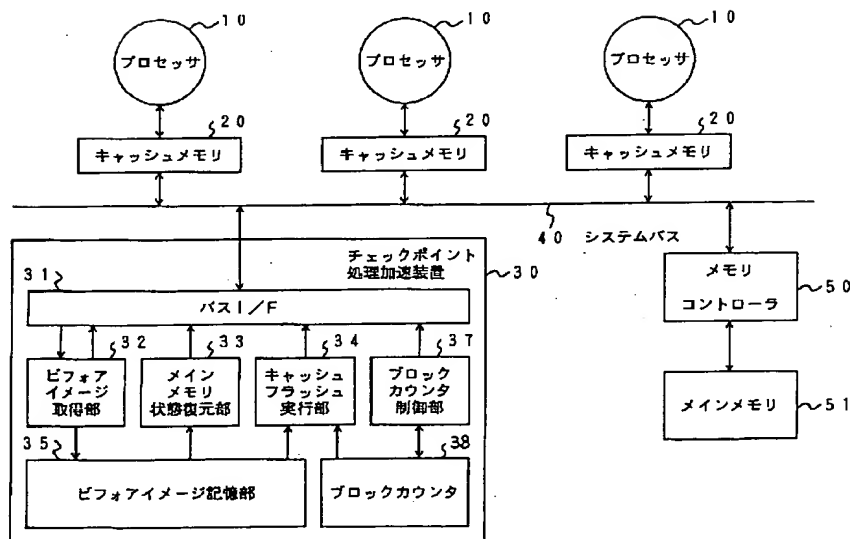 10 10 10
プロセッサ プロセッサ プロセッサ
20 20 20
キャッシュメモリ キャッシュメモリ キャッシュメモリ
40 システムバス
チェックポイント
処理加速装置
30
31
バスI/F
メモリ
コントローラ
50
32 33 34 37
ビフォア
イメージ
取得部
メイン
メモリ
状態復元部
キャッシュ
フラッシュ
実行部
ブロック
カウンタ
制御部
メインメモリ
51
35 38
ビフォアイメージ記憶部 ブロックカウンタ